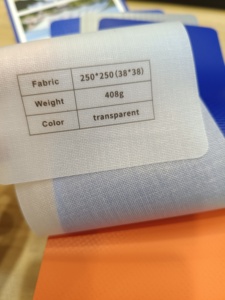 Fabric 250*250(38*38)
Weight 408g
Color transparent